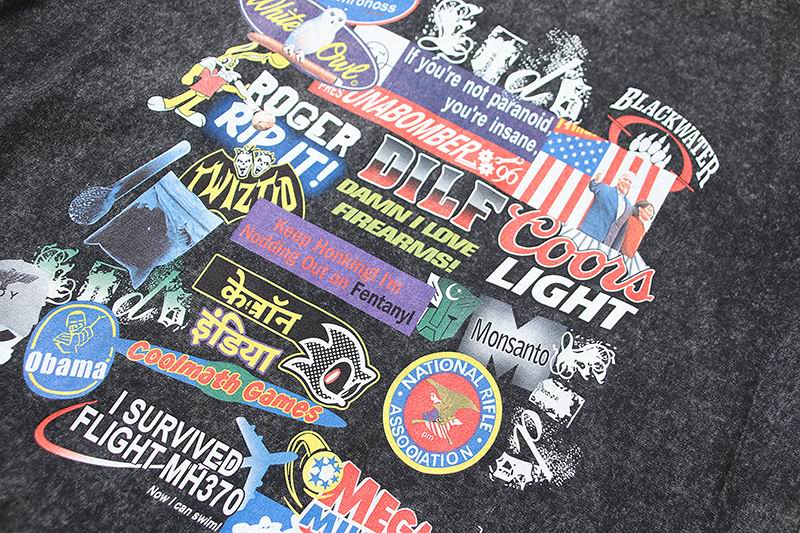 White
Owl
If you're not paranoid
you're insane
BLACKWATER
PRES UNABOMBER '96
ROGER
RIP IT!
DILF
DAMN I LOVE
FIREARMS!
TWIZTID
Coors
LIGHT
Keep Honking! I'm
Nodding Out on Fentanyl
केन्नॉन
इंडिया
Monsanto
M
Obama
Coolmath Games
NATIONAL RIFLE
ASSOCIATION
I SURVIVED
FLIGHT MH370
Now I can swim!
MEGA